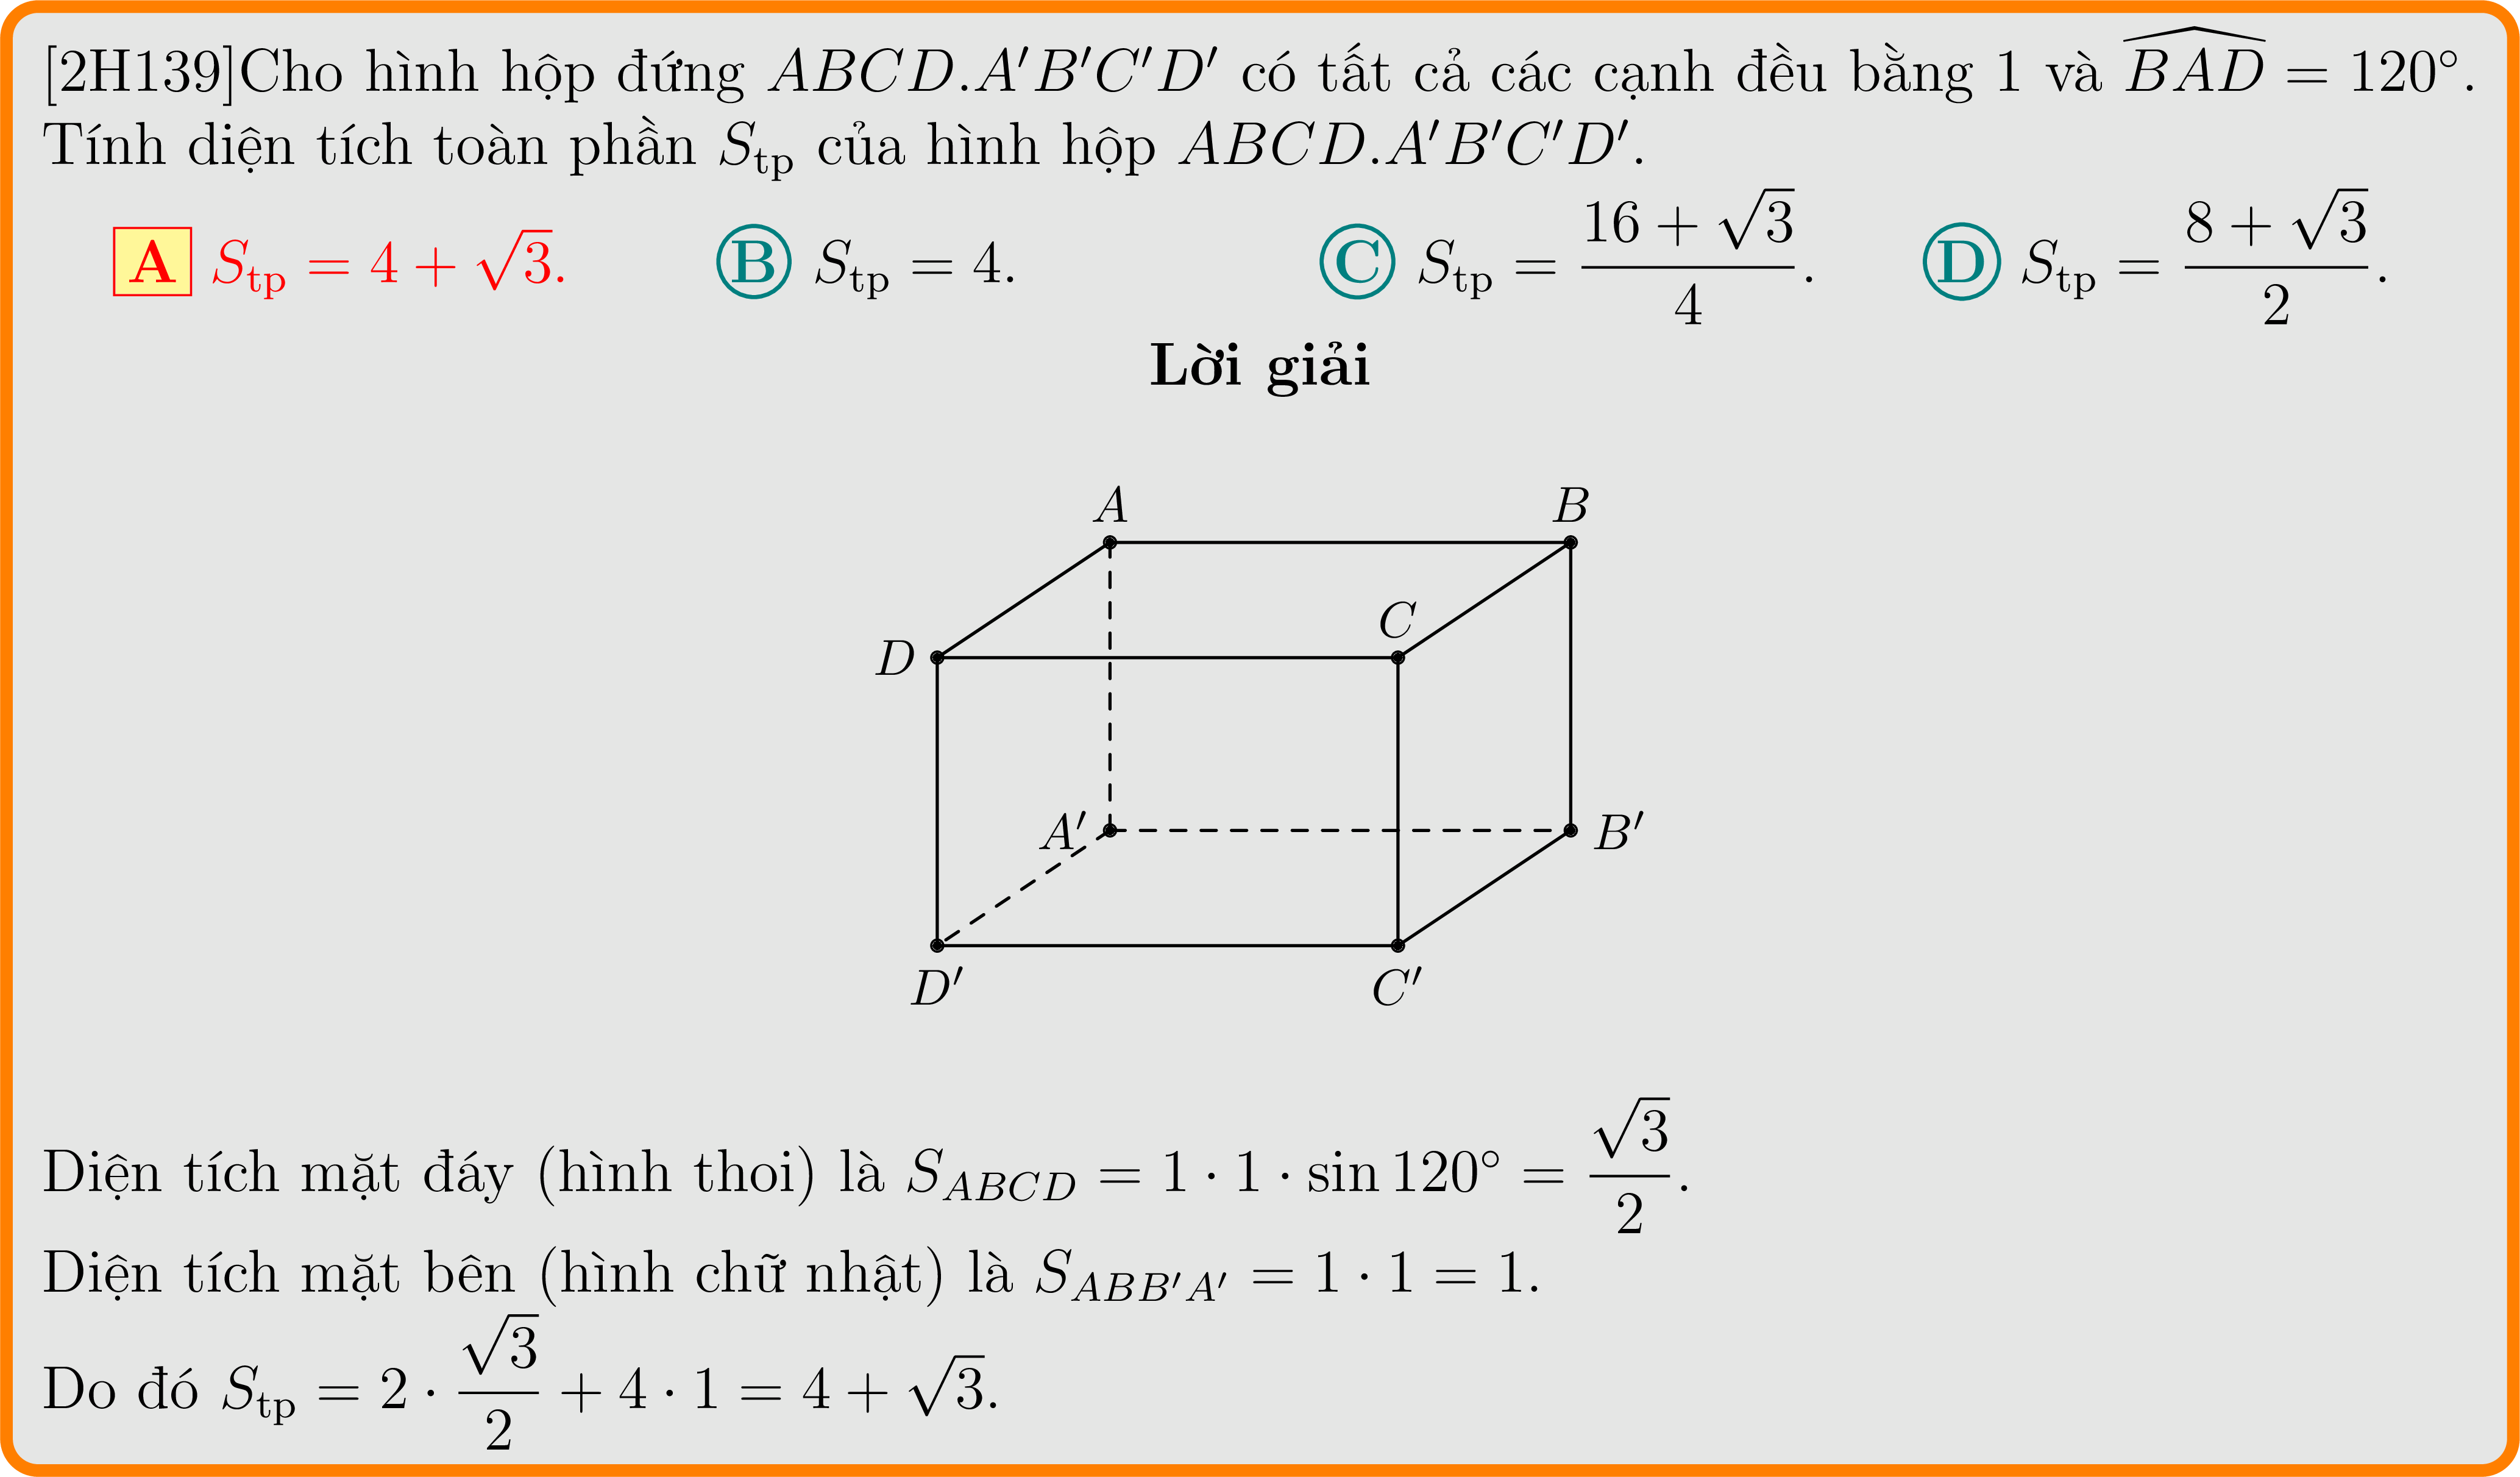 [2H139]Cho hình hộp đứng ABCD.A′B′C′D′ có tất cả các cạnh đều bằng 1 và $\widehat{BAD}$ = 120°.
Tính diện tích toàn phần $S_{\text{tp}}$ của hình hộp ABCD.A′B′C′D′.
A $S_{\text{tp}} = 4 + \sqrt{3}$. B $S_{\text{tp}} = 4$. C $S_{\text{tp}} = \dfrac{16 + \sqrt{3}}{4}$. D $S_{\text{tp}} = \dfrac{8 + \sqrt{3}}{2}$.
Lời giải
A B
C
D
A′ B′
D′ C′
Diện tích mặt đáy (hình thoi) là $S_{ABCD} = 1 \cdot 1 \cdot \sin 120^\circ = \dfrac{\sqrt{3}}{2}$.
Diện tích mặt bên (hình chữ nhật) là $S_{ABB'A'} = 1 \cdot 1 = 1$.
Do đó $S_{\text{tp}} = 2 \cdot \dfrac{\sqrt{3}}{2} + 4 \cdot 1 = 4 + \sqrt{3}$.